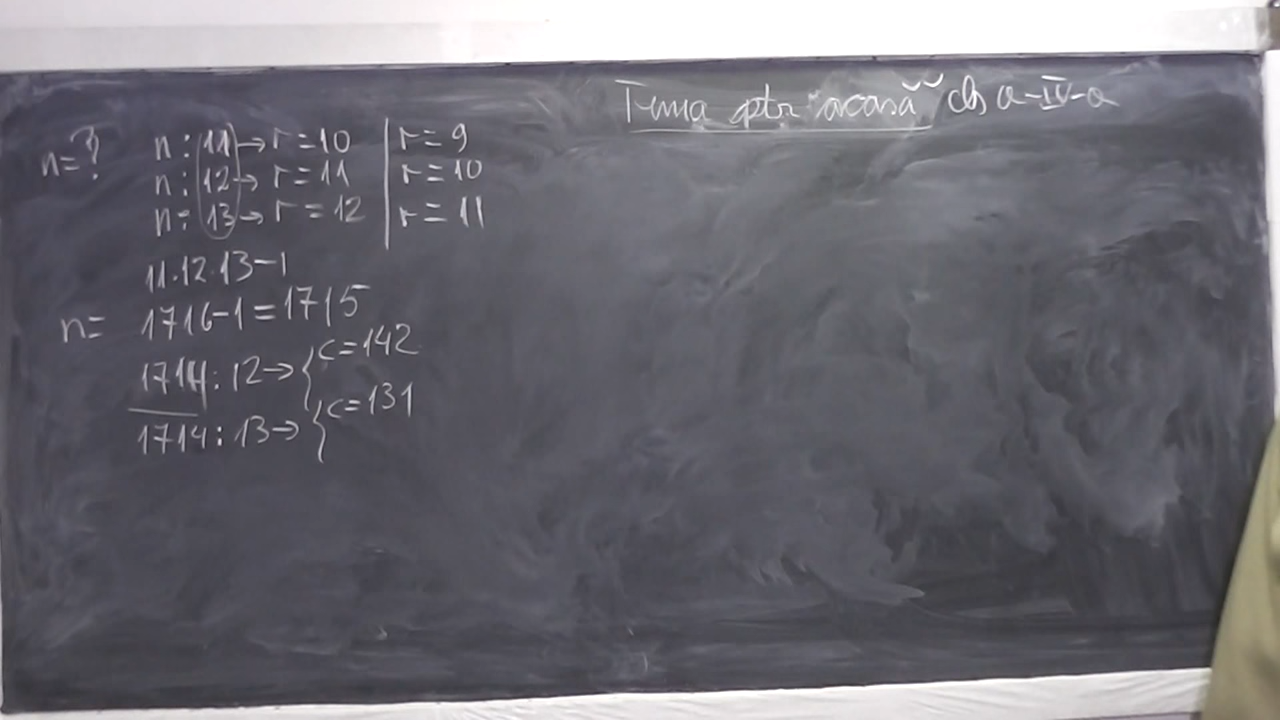 Tema ptr "acasă" cls a-IV-a
n=? n : 11 → r = 10 | r = 9
n : 12 → r = 11 | r = 10
n : 13 → r = 12 | r = 11
11.12.13-1
n= 1716-1=1715
1714 : 12 → { c=142
1714 : 13 → { c=131